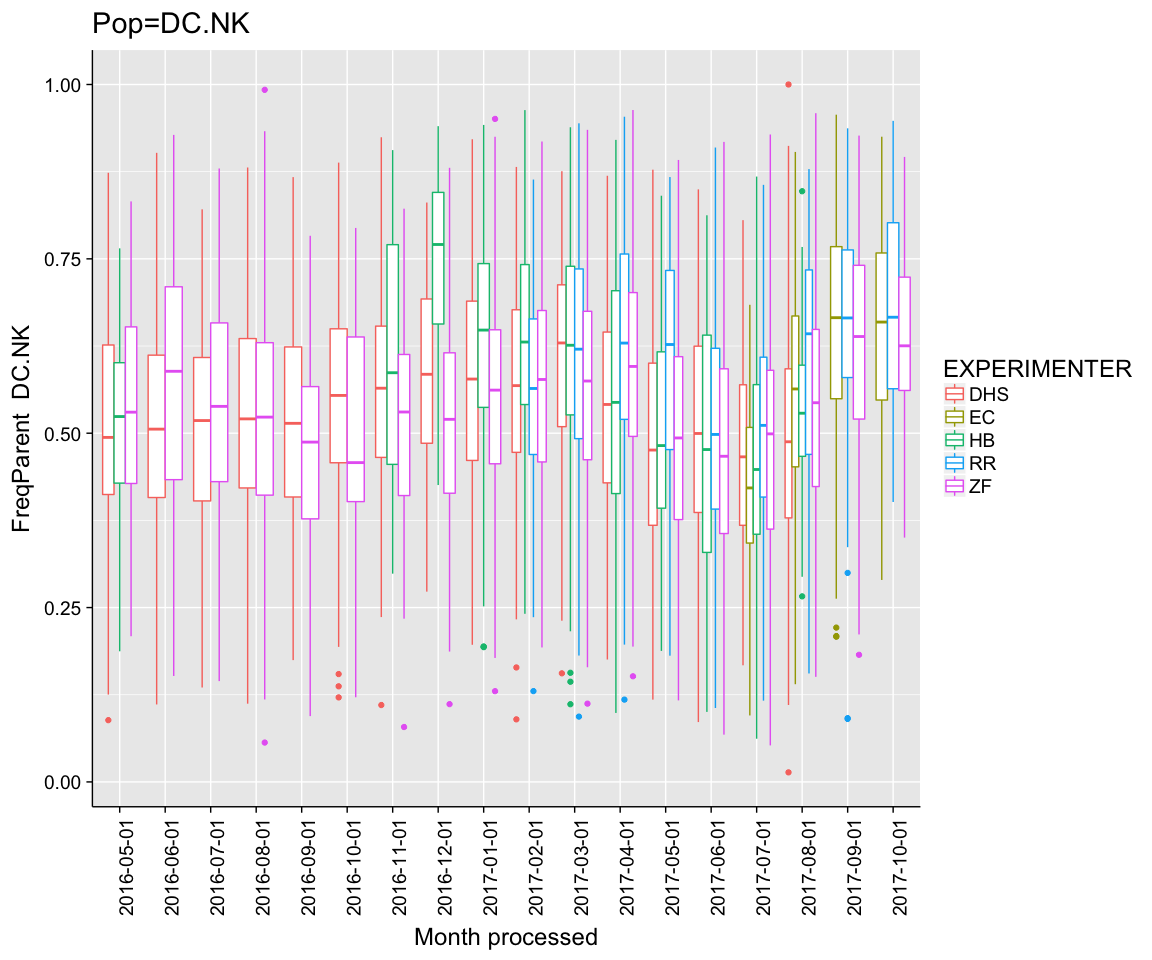 Pop=DC.NK
FreqParent DC.NK
1.00
0.75
0.50
0.25
0.00
2016-05-01
2016-06-01
2016-07-01
2016-08-01
2016-09-01
2016-10-01
2016-11-01
2016-12-01
2017-01-01
2017-02-01
2017-03-01
2017-04-01
2017-05-01
2017-06-01
2017-07-01
2017-08-01
2017-09-01
2017-10-01
Month processed
EXPERIMENTER
DHS
EC
HB
RR
ZF